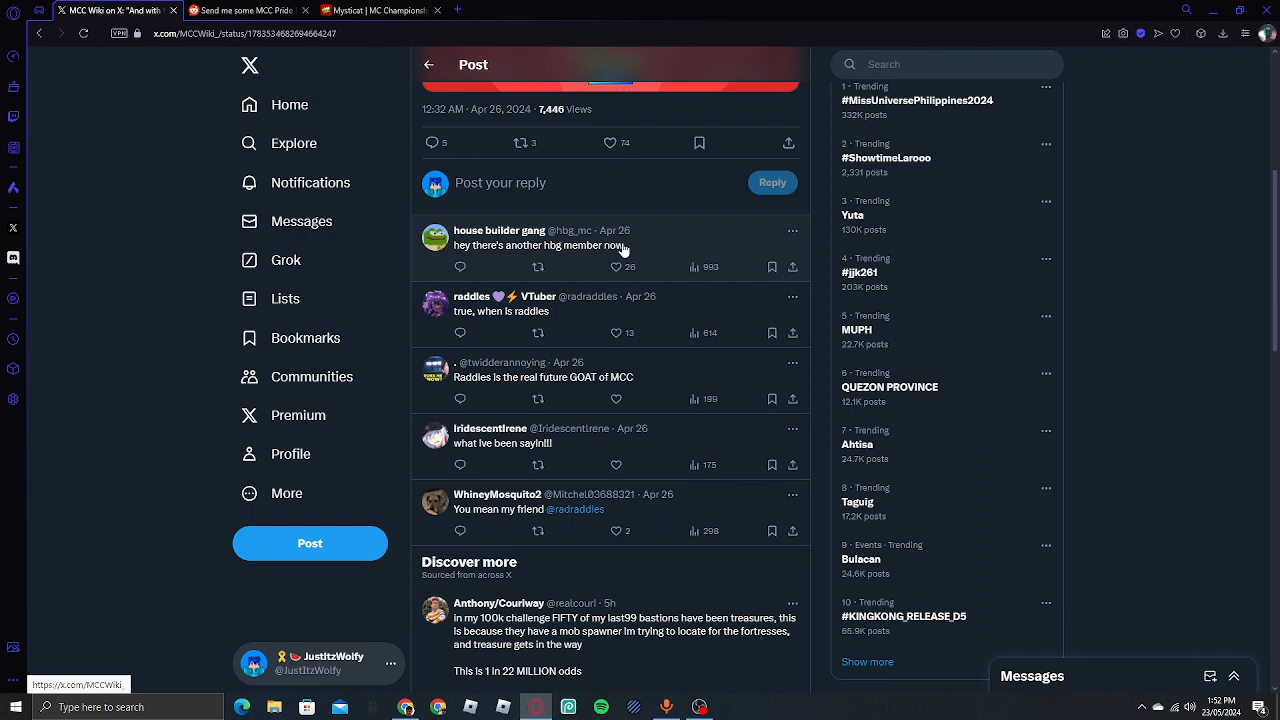 MCC Wiki on X: "And with t
Send me some MCC Pride
Mysticat | MC Championsh
VPN
x.com/MCCWiki_/status/1783534682694664247
Post
Search
12:32 AM · Apr 26, 2024 · 7,446 Views
5 3 74
Post your reply
Reply
house builder gang @hbg_mc · Apr 26
hey there's another hbg member now
26 993
raddles 💜⚡ VTuber @radraddles · Apr 26
true, when is raddles
13 614
. @twidderannoying · Apr 26
Raddles is the real future GOAT of MCC
199
IridescentIrene @IridescentIrene · Apr 26
what Ive been sayIn!!!
175
WhineyMosquito2 @Mitchel03688321 · Apr 26
You mean my friend @radraddles
2 298
Discover more
Sourced from across X
Anthony/Couriway @realcourI · 5h
in my 100k challenge FIFTY of my last99 bastions have been treasures, this
is because they have a mob spawner Im tryIng to locate for the fortresses,
and treasure gets in the way
This is 1 in 22 MILLION odds
Home
Explore
Notifications
Messages
Grok
Lists
Bookmarks
Communities
Premium
Profile
More
Post
🎗🍉 JustItzWolfy
@JustItzWolfy
1 · Trending
#MissUniversePhilippines2024
332K posts
2 · Trending
#ShowtimeLarooo
2,331 posts
3 · Trending
Yuta
130K posts
4 · Trending
#jjk261
203K posts
5 · Trending
MUPH
22.7K posts
6 · Trending
QUEZON PROVINCE
12.1K posts
7 · Trending
Ahtisa
24.7K posts
8 · Trending
Taguig
17.2K posts
9 · Events · Trending
Bulacan
24.6K posts
10 · Trending
#KINGKONG_RELEASE_D5
65.9K posts
Show more
Messages
https://x.com/MCCWiki_
Type here to search
1:52 PM
23/05/2024